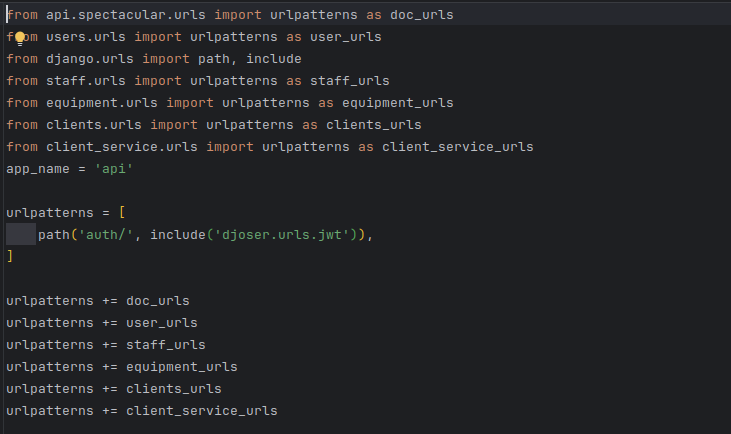 from api.spectacular.urls import urlpatterns as doc_urls
from users.urls import urlpatterns as user_urls
from django.urls import path, include
from staff.urls import urlpatterns as staff_urls
from equipment.urls import urlpatterns as equipment_urls
from clients.urls import urlpatterns as clients_urls
from client_service.urls import urlpatterns as client_service_urls
app_name = 'api'

urlpatterns = [
    path('auth/', include('djoser.urls.jwt')),
]

urlpatterns += doc_urls
urlpatterns += user_urls
urlpatterns += staff_urls
urlpatterns += equipment_urls
urlpatterns += clients_urls
urlpatterns += client_service_urls